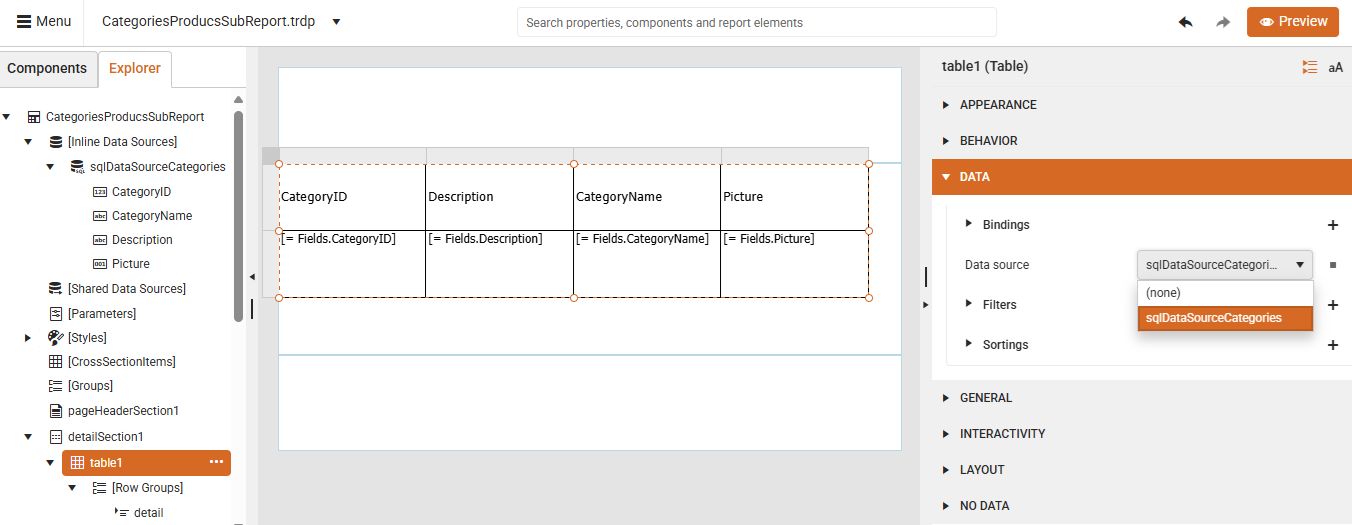 Menu
CategoriesProducsSubReport.trdp
Search properties, components and report elements
Preview
Components
Explorer
CategoriesProducsSubReport
[Inline Data Sources]
SQL
sqlDataSourceCategories
123
CategoryID
abc
CategoryName
abc
Description
001
Picture
[Shared Data Sources]
[Parameters]
[Styles]
[CrossSectionItems]
[Groups]
pageHeaderSection1
detailSection1
table1
[Row Groups]
detail
CategoryID
Description
CategoryName
Picture
[= Fields.CategoryID]
[= Fields.Description]
[= Fields.CategoryName]
[= Fields.Picture]
table1 (Table)
aA
APPEARANCE
BEHAVIOR
DATA
Bindings
Data source
sqlDataSourceCategori...
(none)
sqlDataSourceCategories
Filters
Sortings
GENERAL
INTERACTIVITY
LAYOUT
NO DATA